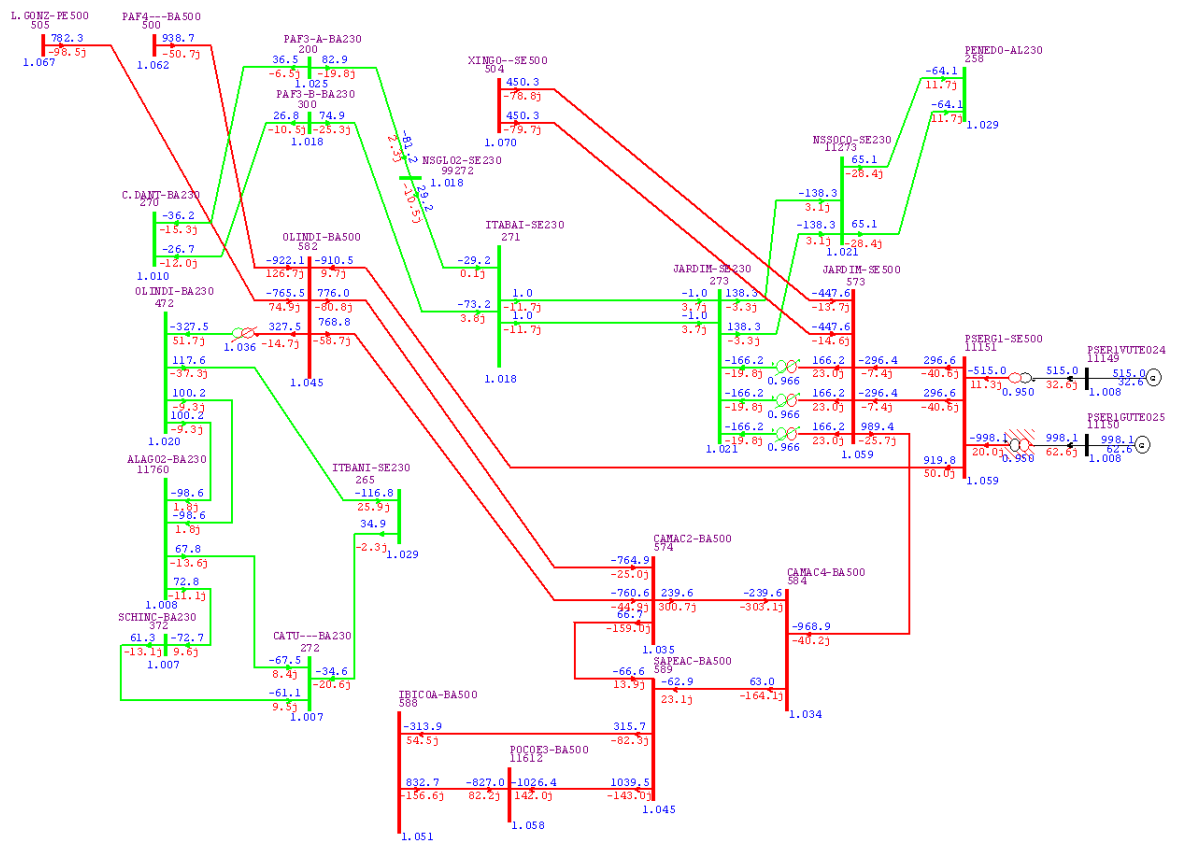 L.GONZ-PE500
505
782.3
-98.5j
1.067
PAF4---BA500
500
938.7
-50.7j
1.062
PAF3-A-BA230
200
36.5
-6.5j
82.9
-19.8j
1.025
PAF3-B-BA230
300
26.8
-10.5j
74.9
-25.3j
1.018
-81.2
2.3j
NSGLO2-SE230
99272
1.018
29.2
-10.5j
XINGO--SE500
504
450.3
-78.8j
450.3
-79.7j
1.070
PENEDO-AL230
258
-64.1
11.7j
-64.1
11.7j
1.029
NSSOCO-SE230
11273
65.1
-28.4j
-138.3
3.1j
-138.3
3.1j
65.1
-28.4j
1.021
C.DANT-BA230
270
-36.2
-15.3j
-26.7
-12.0j
1.010
OLINDI-BA500
582
-922.1
126.7j
-910.5
9.7j
-765.5
74.9j
776.0
-80.8j
327.5
-14.7j
768.8
-58.7j
1.045
ITABAI-SE230
271
-29.2
0.1j
-73.2
3.8j
1.0
-11.7j
1.0
-11.7j
1.018
OLINDI-BA230
472
-327.5
51.7j
1.036
117.6
-37.3j
100.2
-9.3j
100.2
-9.3j
1.020
JARDIM-SE230
273
-1.0
3.7j
138.3
-3.3j
-1.0
3.7j
138.3
-3.3j
-166.2
-19.8j
0.966
-166.2
-19.8j
0.966
-166.2
-19.8j
0.966
1.021
JARDIM-SE500
573
-447.6
-13.7j
-447.6
-14.6j
166.2
23.0j
-296.4
-7.4j
166.2
23.0j
-296.4
-7.4j
166.2
23.0j
989.4
-25.7j
1.059
PSERG1-SE500
11151
296.6
-40.6j
296.6
-40.6j
-515.0
11.3j
0.950
-998.1
20.0j
0.950
919.8
50.0j
1.059
PSER1VUTE024
11149
515.0
32.6j
515.0
32.6
1.008
PSER1GUTE025
11150
998.1
62.6j
998.1
62.6
1.008
ALAGO2-BA230
11760
-98.6
1.8j
-98.6
1.8j
67.8
-13.6j
72.8
-11.1j
1.008
ITBANI-SE230
265
-116.8
25.9j
34.9
-2.3j
1.029
SCHINC-BA230
372
61.3
-13.1j
-72.7
9.6j
1.007
CATU---BA230
272
-67.5
8.4j
-34.6
-20.6j
-61.1
9.5j
1.007
CAMAC2-BA500
574
-764.9
-25.0j
-760.6
-44.9j
239.6
300.7j
66.7
-159.0j
1.035
CAMAC4-BA500
584
-239.6
-303.1j
-968.9
-40.2j
63.0
-164.1j
1.034
SAPEAC-BA500
589
-66.6
13.9j
-62.9
23.1j
315.7
-82.3j
1039.5
-143.0j
1.045
IBICOA-BA500
588
-313.9
54.5j
832.7
-156.6j
1.051
POCOE3-BA500
11612
-827.0
82.2j
-1026.4
142.0j
1.058